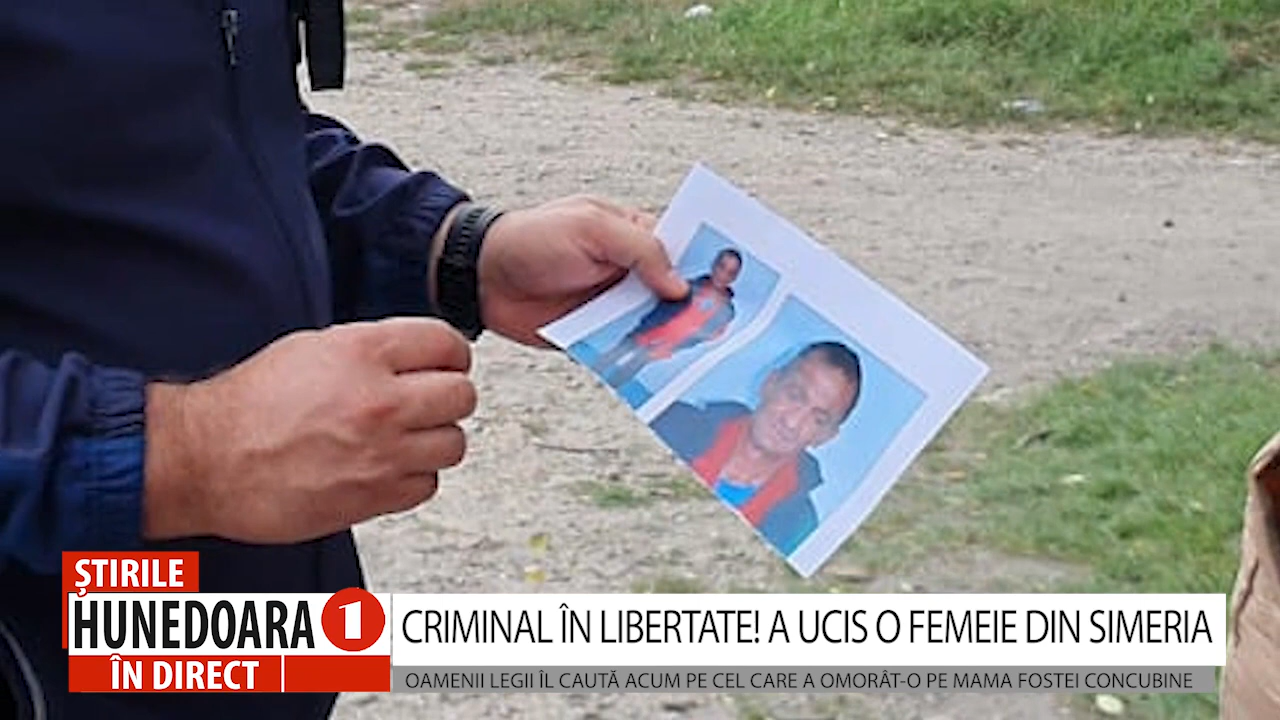 ȘTIRILE
HUNEDOARA 1
ÎN DIRECT
CRIMINAL ÎN LIBERTATE! A UCIS O FEMEIE DIN SIMERIA
OAMENII LEGII ÎL CAUTĂ ACUM PE CEL CARE A OMORÂT-O PE MAMA FOSTEI CONCUBINE